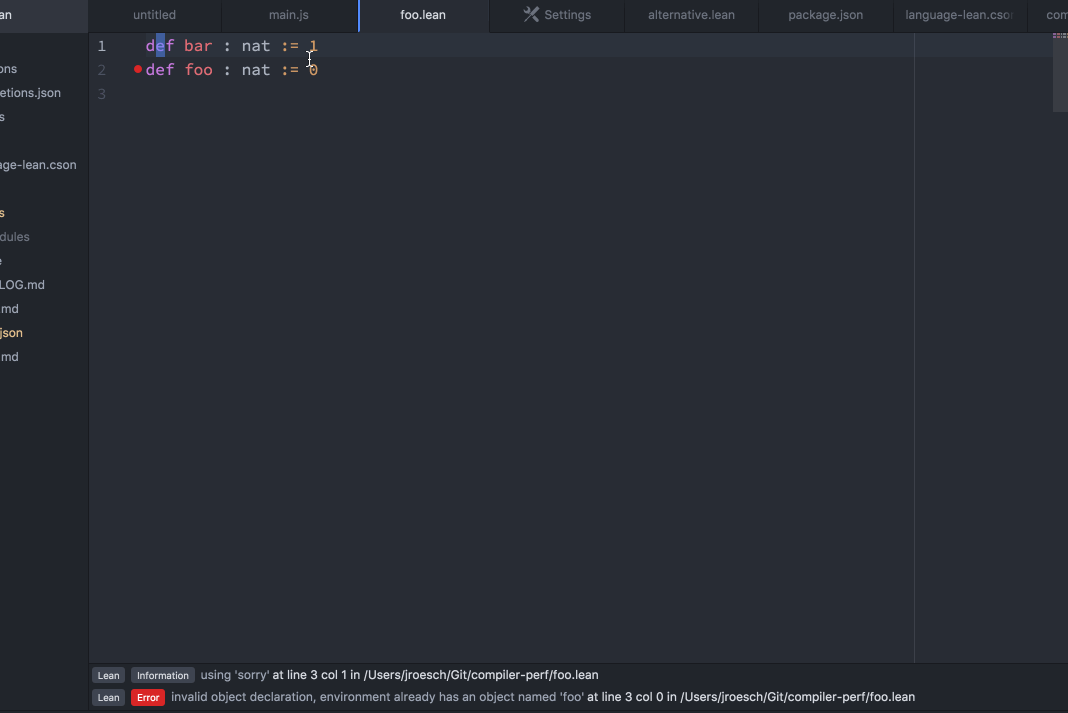 an untitled main.js foo.lean Settings alternative.lean package.json language-lean.cson com
ons
etions.json
s
age-lean.cson
s
dules
e
LOG.md
.md
json
.md
1 def bar : nat := 1
2 def foo : nat := 0
3
Lean Information using 'sorry' at line 3 col 1 in /Users/jroesch/Git/compiler-perf/foo.lean
Lean Error invalid object declaration, environment already has an object named 'foo' at line 3 col 0 in /Users/jroesch/Git/compiler-perf/foo.lean